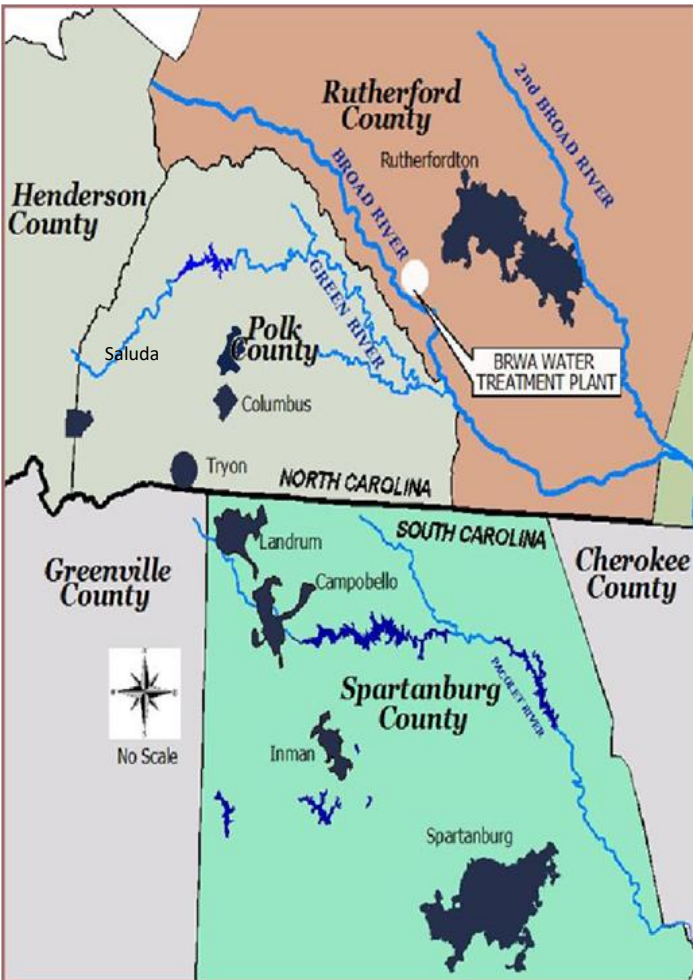 Rutherford
County
2nd BROAD RIVER
BROAD RIVER
Rutherfordton
Henderson
County
GREEN RIVER
Saluda
Polk
County
BRWA WATER
TREATMENT PLANT
Columbus
Tryon
NORTH CAROLINA
SOUTH CAROLINA
Landrum
Greenville
County
Campobello
Cherokee
County
Spartanburg
County
PACOLET RIVER
No Scale
Inman
Spartanburg